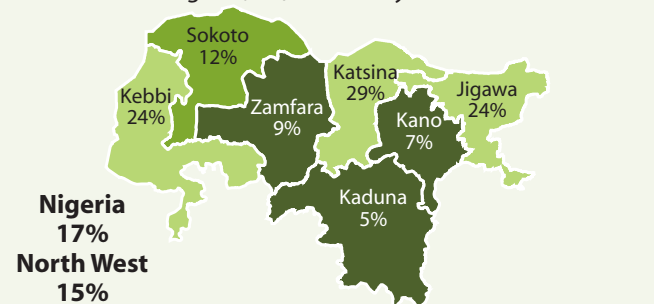 Sokoto
12%
Kebbi
24%
Zamfara
9%
Katsina
29%
Kano
7%
Jigawa
24%
Kaduna
5%
Nigeria
17%
North West
15%